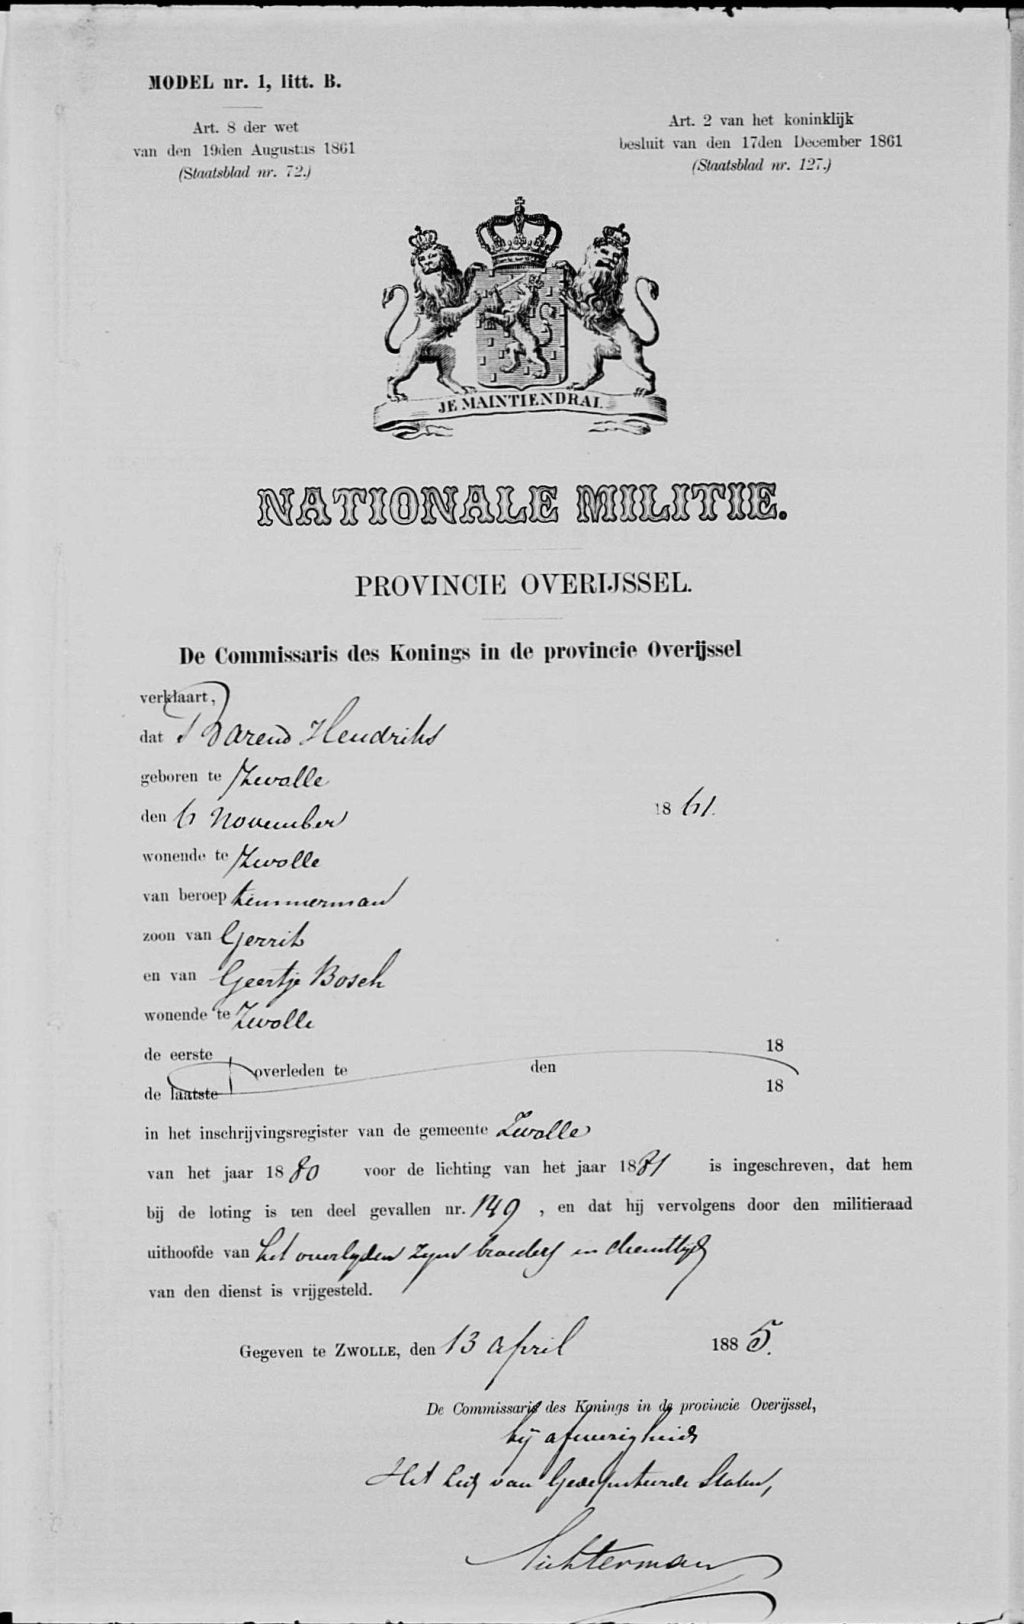 MODEL nr. 1, litt. B.
Art. 8 der wet
van den 19den Augustus 1861
(Staatsblad nr. 72.)
Art. 2 van het koninklijk
besluit van den 17den December 1861
(Staatsblad nr. 127.)
JE MAINTIENDRAI.
NATIONALE MILITIE.
PROVINCIE OVERIJSSEL.
De Commissaris des Konings in de provincie Overijssel
verklaart,
dat Barend Hendriks
geboren te Zwolle
den 6 November 1861.
wonende te Zwolle
van beroep timmerman
zoon van Gerrit
en van Geertje Bosch
wonende te Zwolle
de eerste 18
overleden te den
de laatste 18
in het inschrijvingsregister van de gemeente Zwolle
van het jaar 1880 voor de lichting van het jaar 1881 is ingeschreven, dat hem
bij de loting is ten deel gevallen nr. 149, en dat hij vervolgens door den militieraad
uithoofde van het overlijden zyns broeders in diensttijd
van den dienst is vrijgesteld.
Gegeven te ZWOLLE, den 13 April 1885.
De Commissaris des Konings in de provincie Overijssel,
bij afwezigheid
Het Lid van Gedeputeerde Staten,